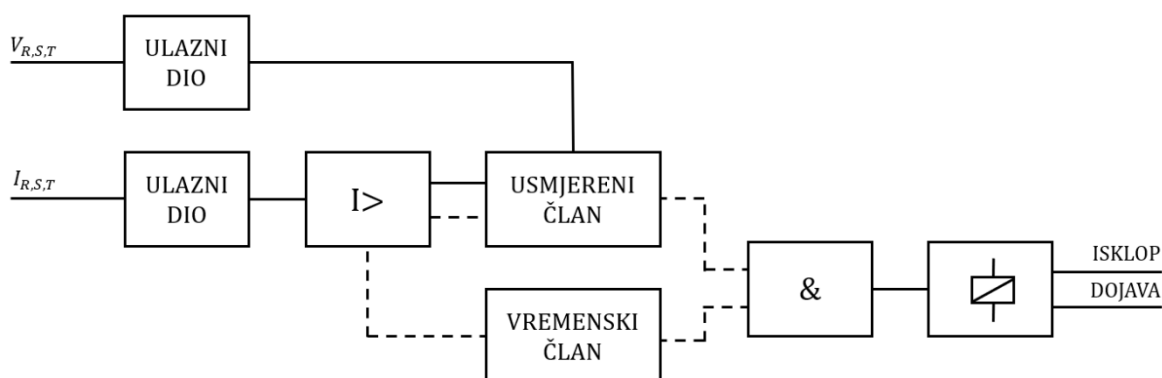 V_{R,S,T}
ULAZNI
DIO
I_{R,S,T}
ULAZNI
DIO
I>
USMJERENI
ČLAN
VREMENSKI
ČLAN
&
ISKLOP
DOJAVA